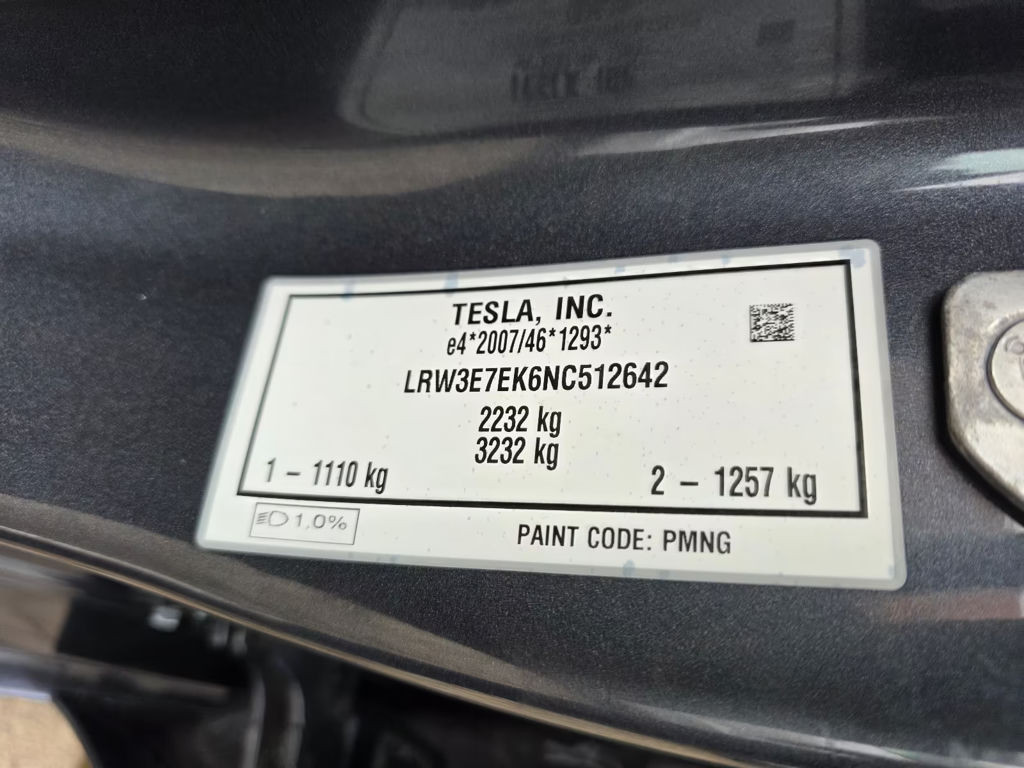 TESLA, INC.
e4*2007/46*1293*
LRW3E7EK6NC512642
2232 kg
3232 kg
1 – 1110 kg
2 – 1257 kg
1,0%
PAINT CODE: PMNG